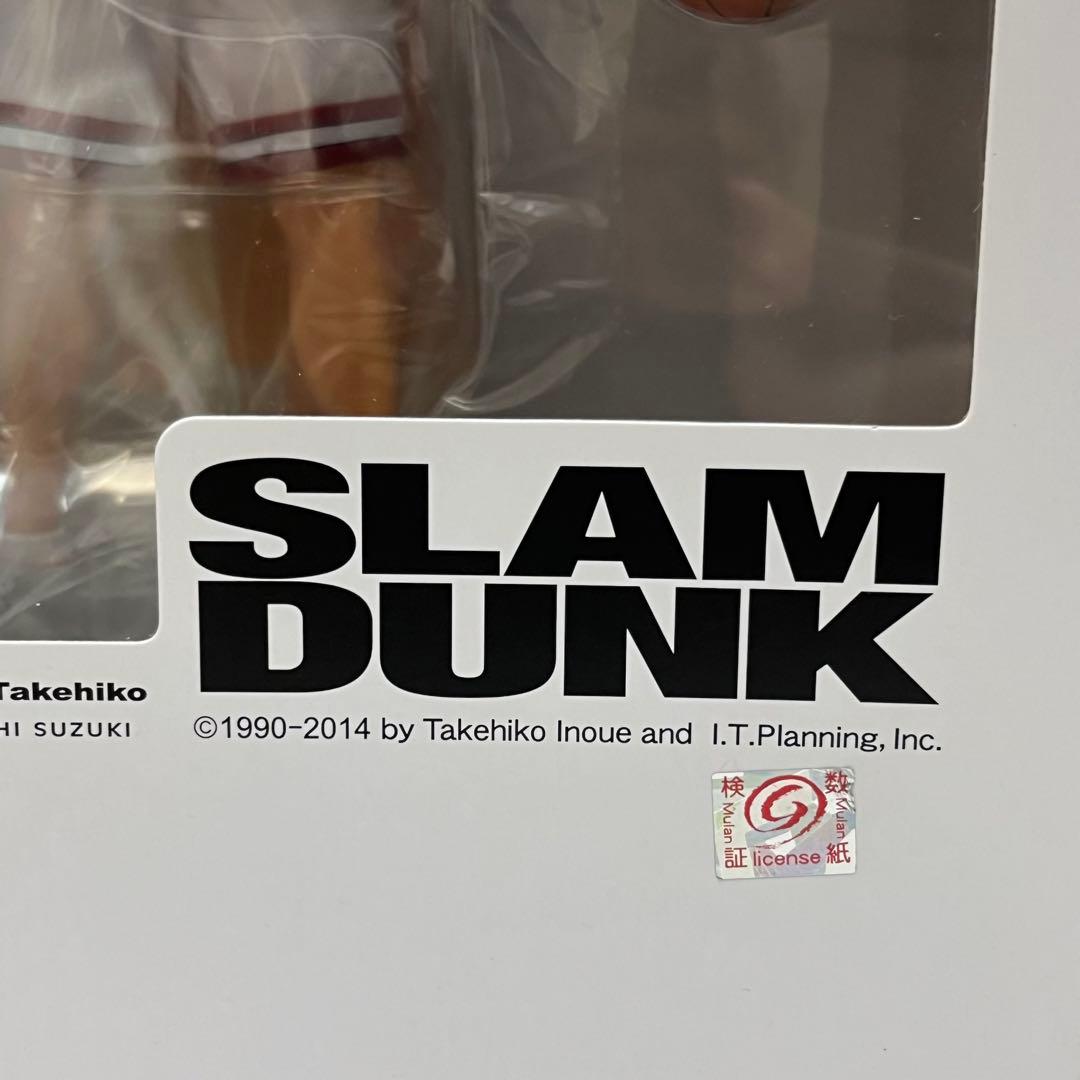 SLAM
DUNK
Takehiko
HI SUZUKI
©1990-2014 by Takehiko Inoue and I.T.Planning, Inc.
検 数
Mulan
Mulan
証 license 紙